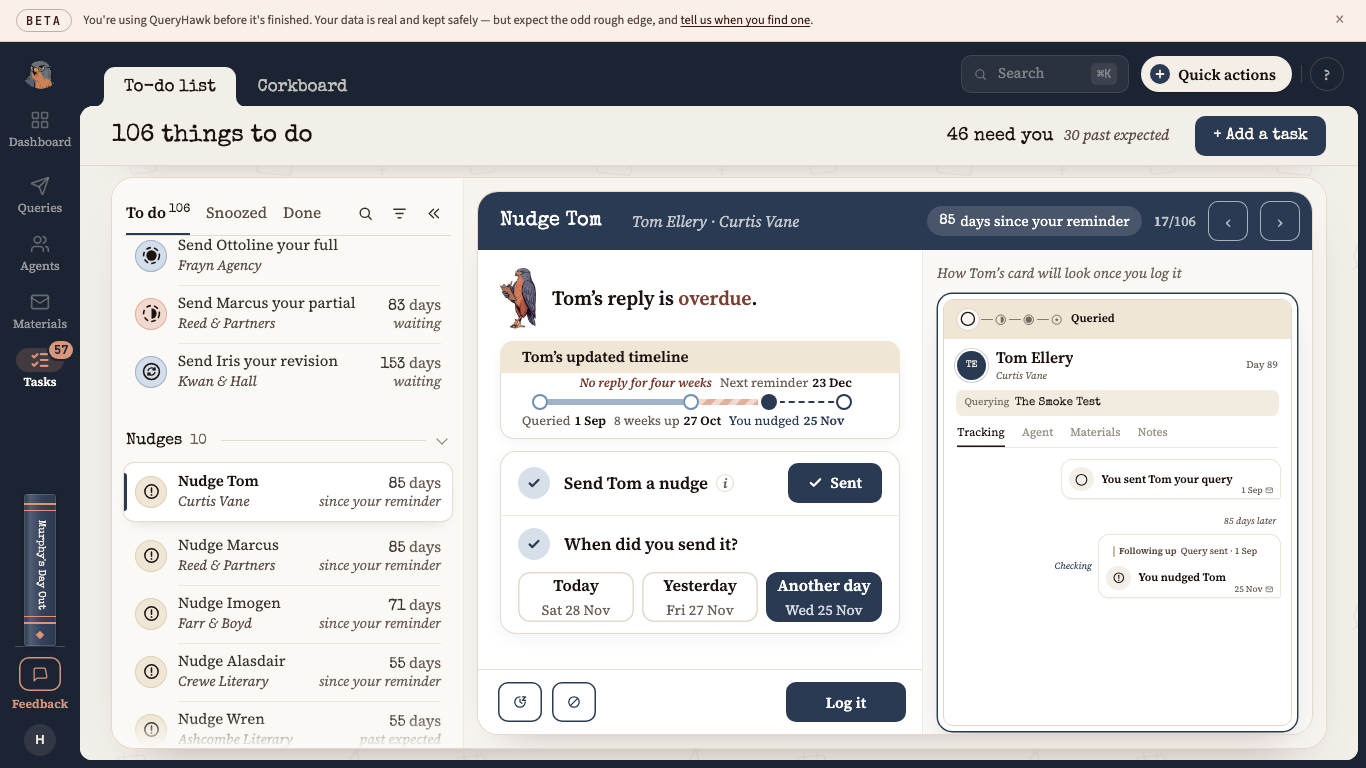 BETA
You're using QueryHawk before it's finished. Your data is real and kept safely — but expect the odd rough edge, and tell us when you find one.
×
To-do list
Corkboard
Search
⌘K
+ Quick actions
?
Dashboard
Queries
Agents
Materials
57
Tasks
Murphy's Day Out
Feedback
H
106 things to do
46 need you
30 past expected
+ Add a task
To do 106
Snoozed
Done
Send Ottoline your full
Frayn Agency
Send Marcus your partial
83 days
Reed & Partners
waiting
Send Iris your revision
153 days
Kwan & Hall
waiting
Nudges 10
Nudge Tom
85 days
Curtis Vane
since your reminder
Nudge Marcus
85 days
Reed & Partners
since your reminder
Nudge Imogen
71 days
Farr & Boyd
since your reminder
Nudge Alasdair
55 days
Crewe Literary
since your reminder
Nudge Wren
55 days
Ashcombe Literary
past expected
Nudge Tom
Tom Ellery · Curtis Vane
85 days since your reminder
17/106
‹
›
Tom's reply is overdue.
Tom's updated timeline
No reply for four weeks
Next reminder 23 Dec
Queried 1 Sep
8 weeks up 27 Oct
You nudged 25 Nov
Send Tom a nudge
i
Sent
When did you send it?
Today
Sat 28 Nov
Yesterday
Fri 27 Nov
Another day
Wed 25 Nov
Log it
How Tom's card will look once you log it
Queried
TE
Tom Ellery
Curtis Vane
Day 89
Querying The Smoke Test
Tracking
Agent
Materials
Notes
You sent Tom your query
1 Sep
85 days later
Checking
Following up Query sent · 1 Sep
You nudged Tom
25 Nov